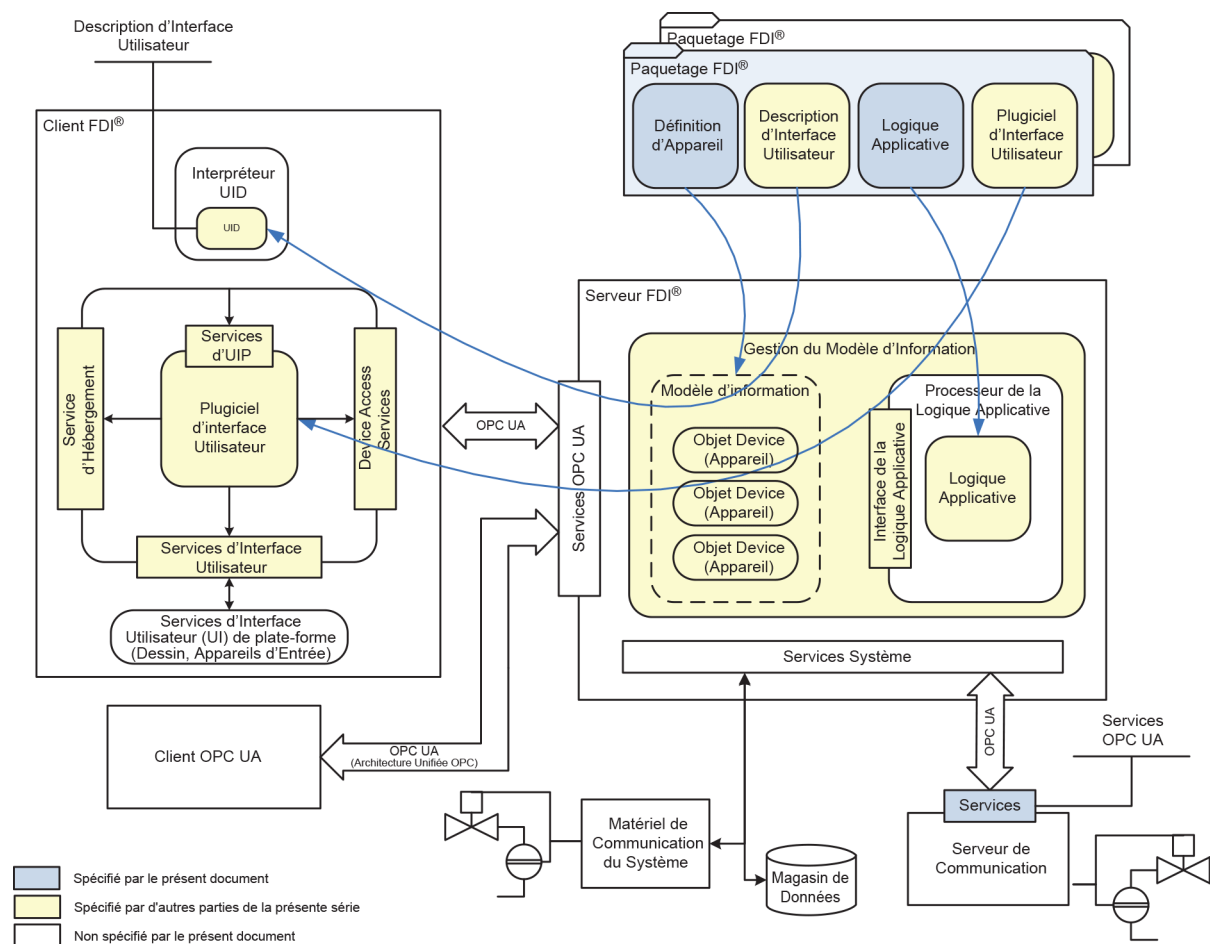 Description d'Interface
Utilisateur
Paquetage FDI®
Paquetage FDI®
Définition
d'Appareil
Description
d'Interface
Utilisateur
Logique
Applicative
Plugiciel
d'Interface
Utilisateur
Client FDI®
Interpréteur
UID
UID
Services
d'UIP
Service
d'Hébergement
Plugiciel
d'interface
Utilisateur
Device Access
Services
Services d'Interface
Utilisateur
Services d'Interface
Utilisateur (UI) de plate-forme
(Dessin, Appareils d'Entrée)
OPC UA
Serveur FDI®
Services OPC UA
Gestion du Modèle d'Information
Modèle d'information
Objet Device
(Appareil)
Objet Device
(Appareil)
Objet Device
(Appareil)
Processeur de la
Logique Applicative
Interface de la
Logique Applicative
Logique
Applicative
Services Système
Client OPC UA
OPC UA
(Architecture Unifiée OPC)
OPC UA
Services
OPC UA
Services
Serveur de
Communication
Matériel de
Communication
du Système
Magasin de
Données
Spécifié par le présent document
Spécifié par d'autres parties de la présente série
Non spécifié par le présent document